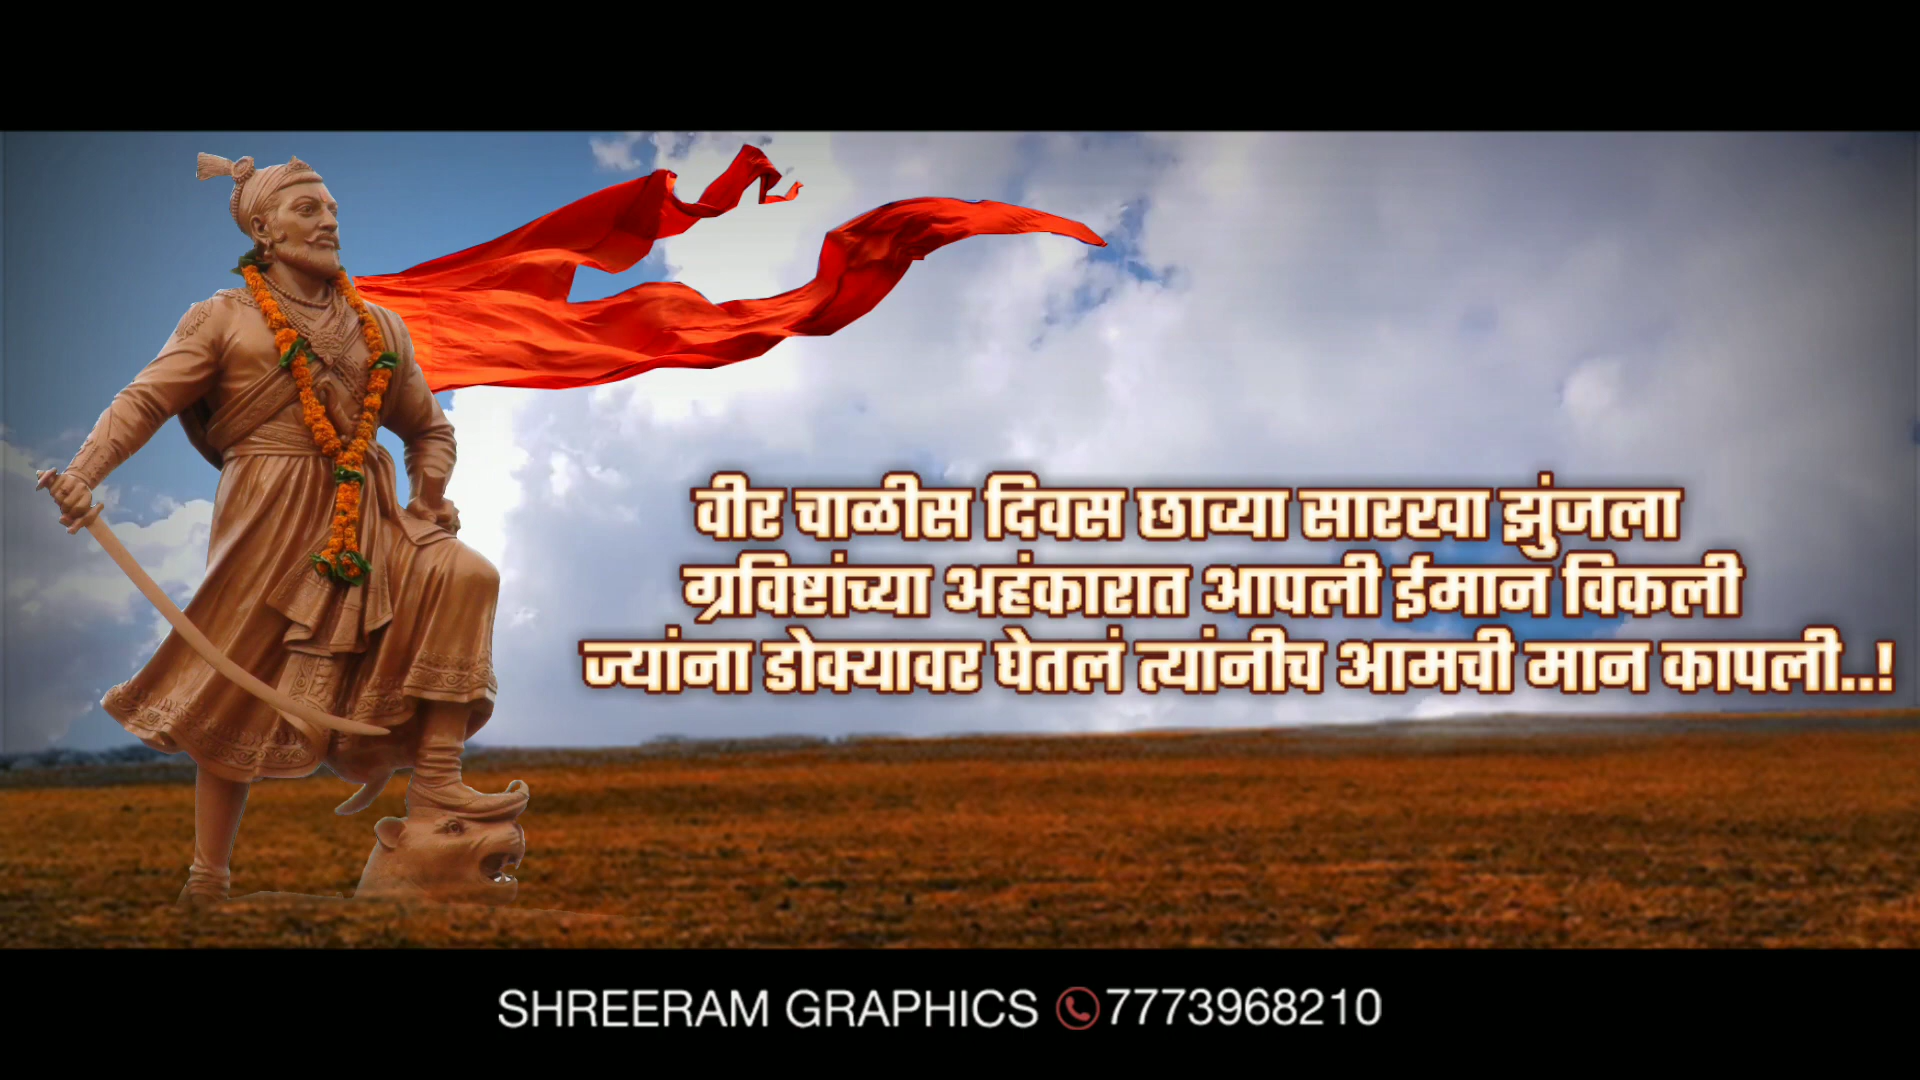 वीर चाळीस दिवस छाव्या सारखा झुंजला
ग्रविष्टांच्या अहंकारात आपली ईमान विकली
ज्यांना डोक्यावर घेतलं त्यांनीच आमची मान कापली..!
SHREERAM GRAPHICS 7773968210